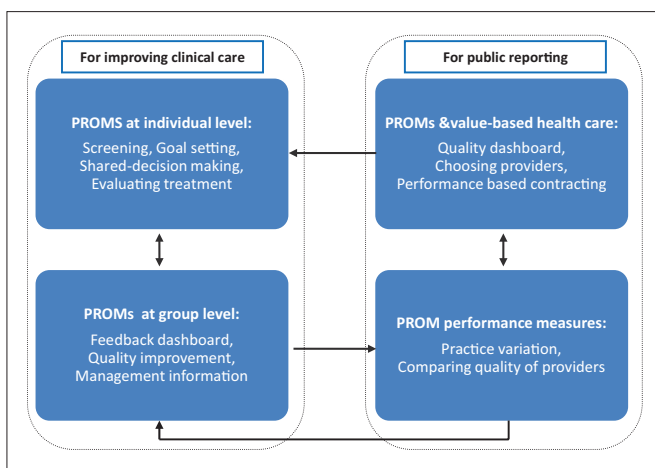 For improving clinical care
PROMS at individual level:
Screening, Goal setting,
Shared-decision making,
Evaluating treatment
PROMs  at group level:
Feedback dashboard,
Quality improvement,
Management information
For public reporting
PROMs &value-based health care:
Quality dashboard,
Choosing providers,
Performance based contracting
PROM performance measures:
Practice variation,
Comparing quality of providers